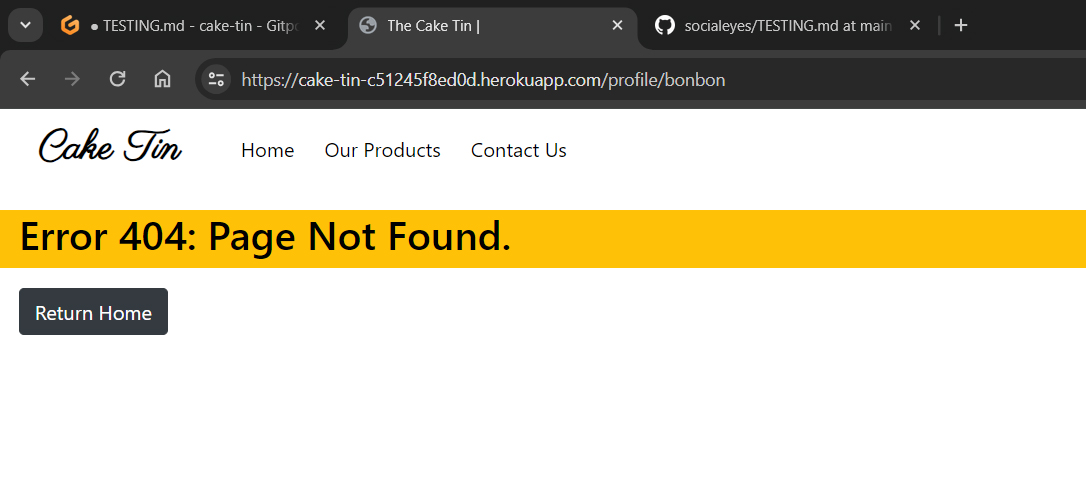 TESTING.md - cake-tin - Gitp
The Cake Tin |
socialeyes/TESTING.md at main
https://cake-tin-c51245f8ed0d.herokuapp.com/profile/bonbon
Cake Tin
Home
Our Products
Contact Us
Error 404: Page Not Found.
Return Home